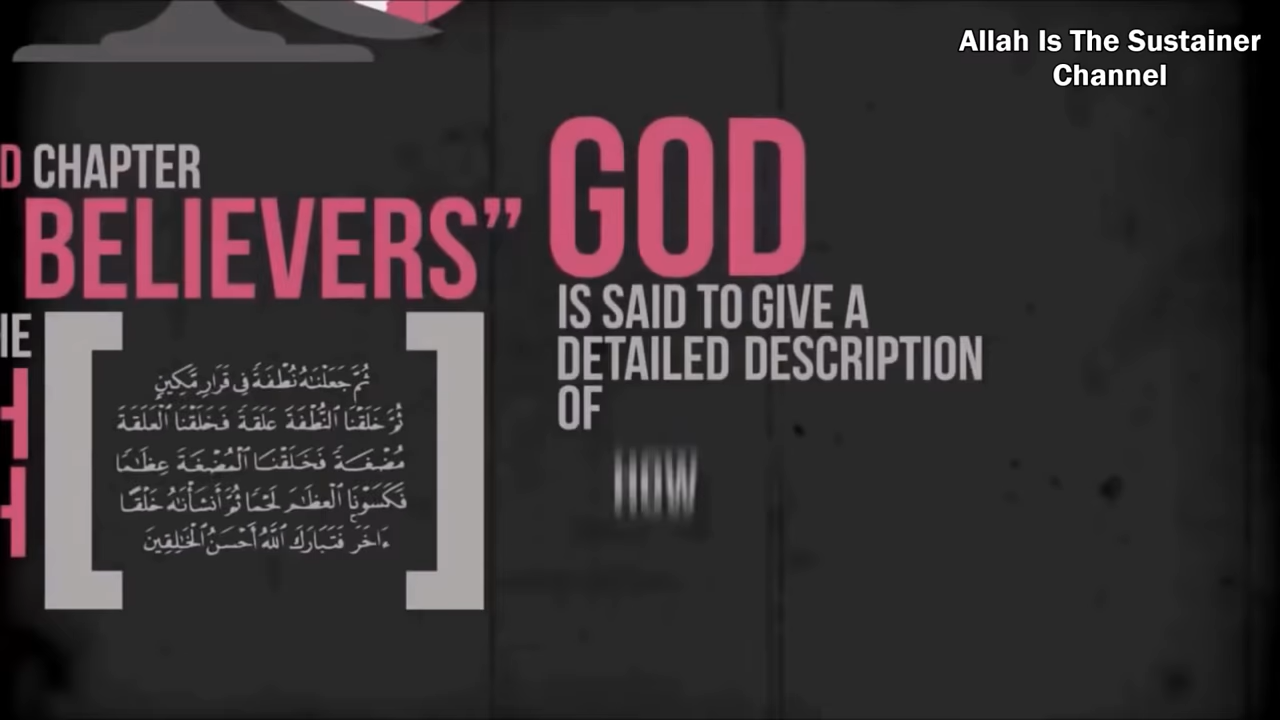 Allah Is The Sustainer
Channel
D CHAPTER
BELIEVERS”
IE
H
H
ثُمَّ جَعَلْنَـٰهُ نُطْفَةً فِى قَرَارٍ مَّكِينٍ
ثُمَّ خَلَقْنَا ٱلنُّطْفَةَ عَلَقَةً فَخَلَقْنَا ٱلْعَلَقَةَ
مُضْغَةً فَخَلَقْنَا ٱلْمُضْغَةَ عِظَـٰمًا
فَكَسَوْنَا ٱلْعِظَـٰمَ لَحْمًا ثُمَّ أَنشَأْنَـٰهُ خَلْقًا
ءَاخَرَ ۚ فَتَبَارَكَ ٱللَّهُ أَحْسَنُ ٱلْخَـٰلِقِينَ
GOD
IS SAID TO GIVE A
DETAILED DESCRIPTION
OF
HOW